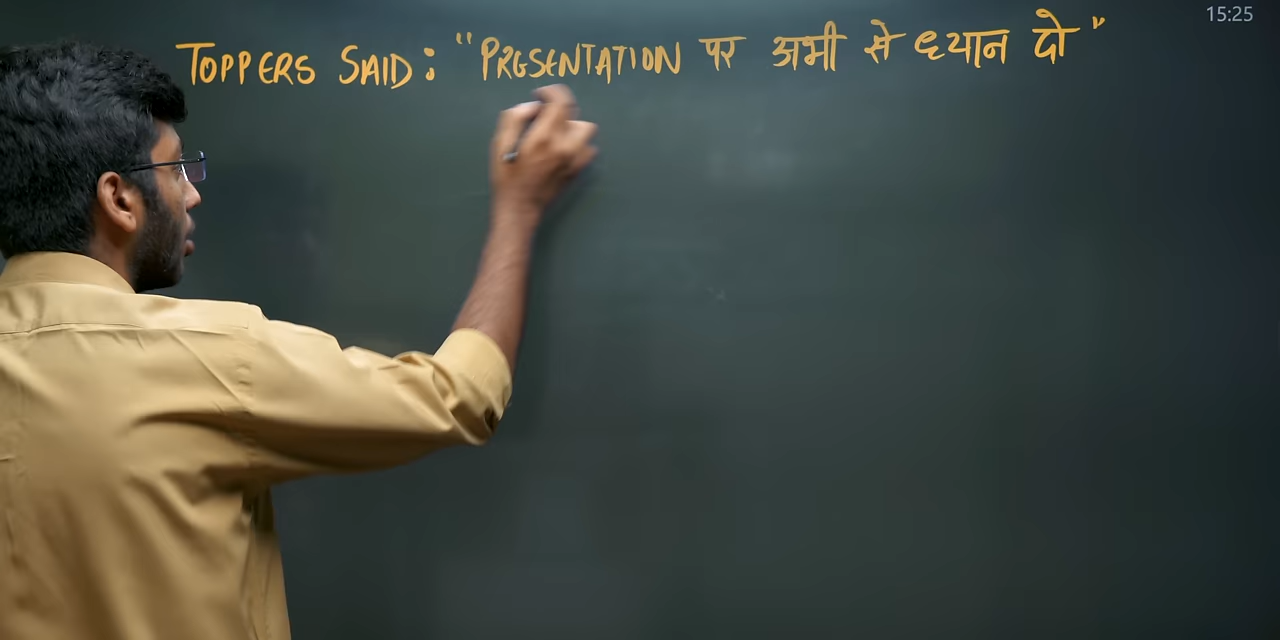 15:25
TOPPERS SAID: "PRESENTATION पर अभी से ध्यान दो"